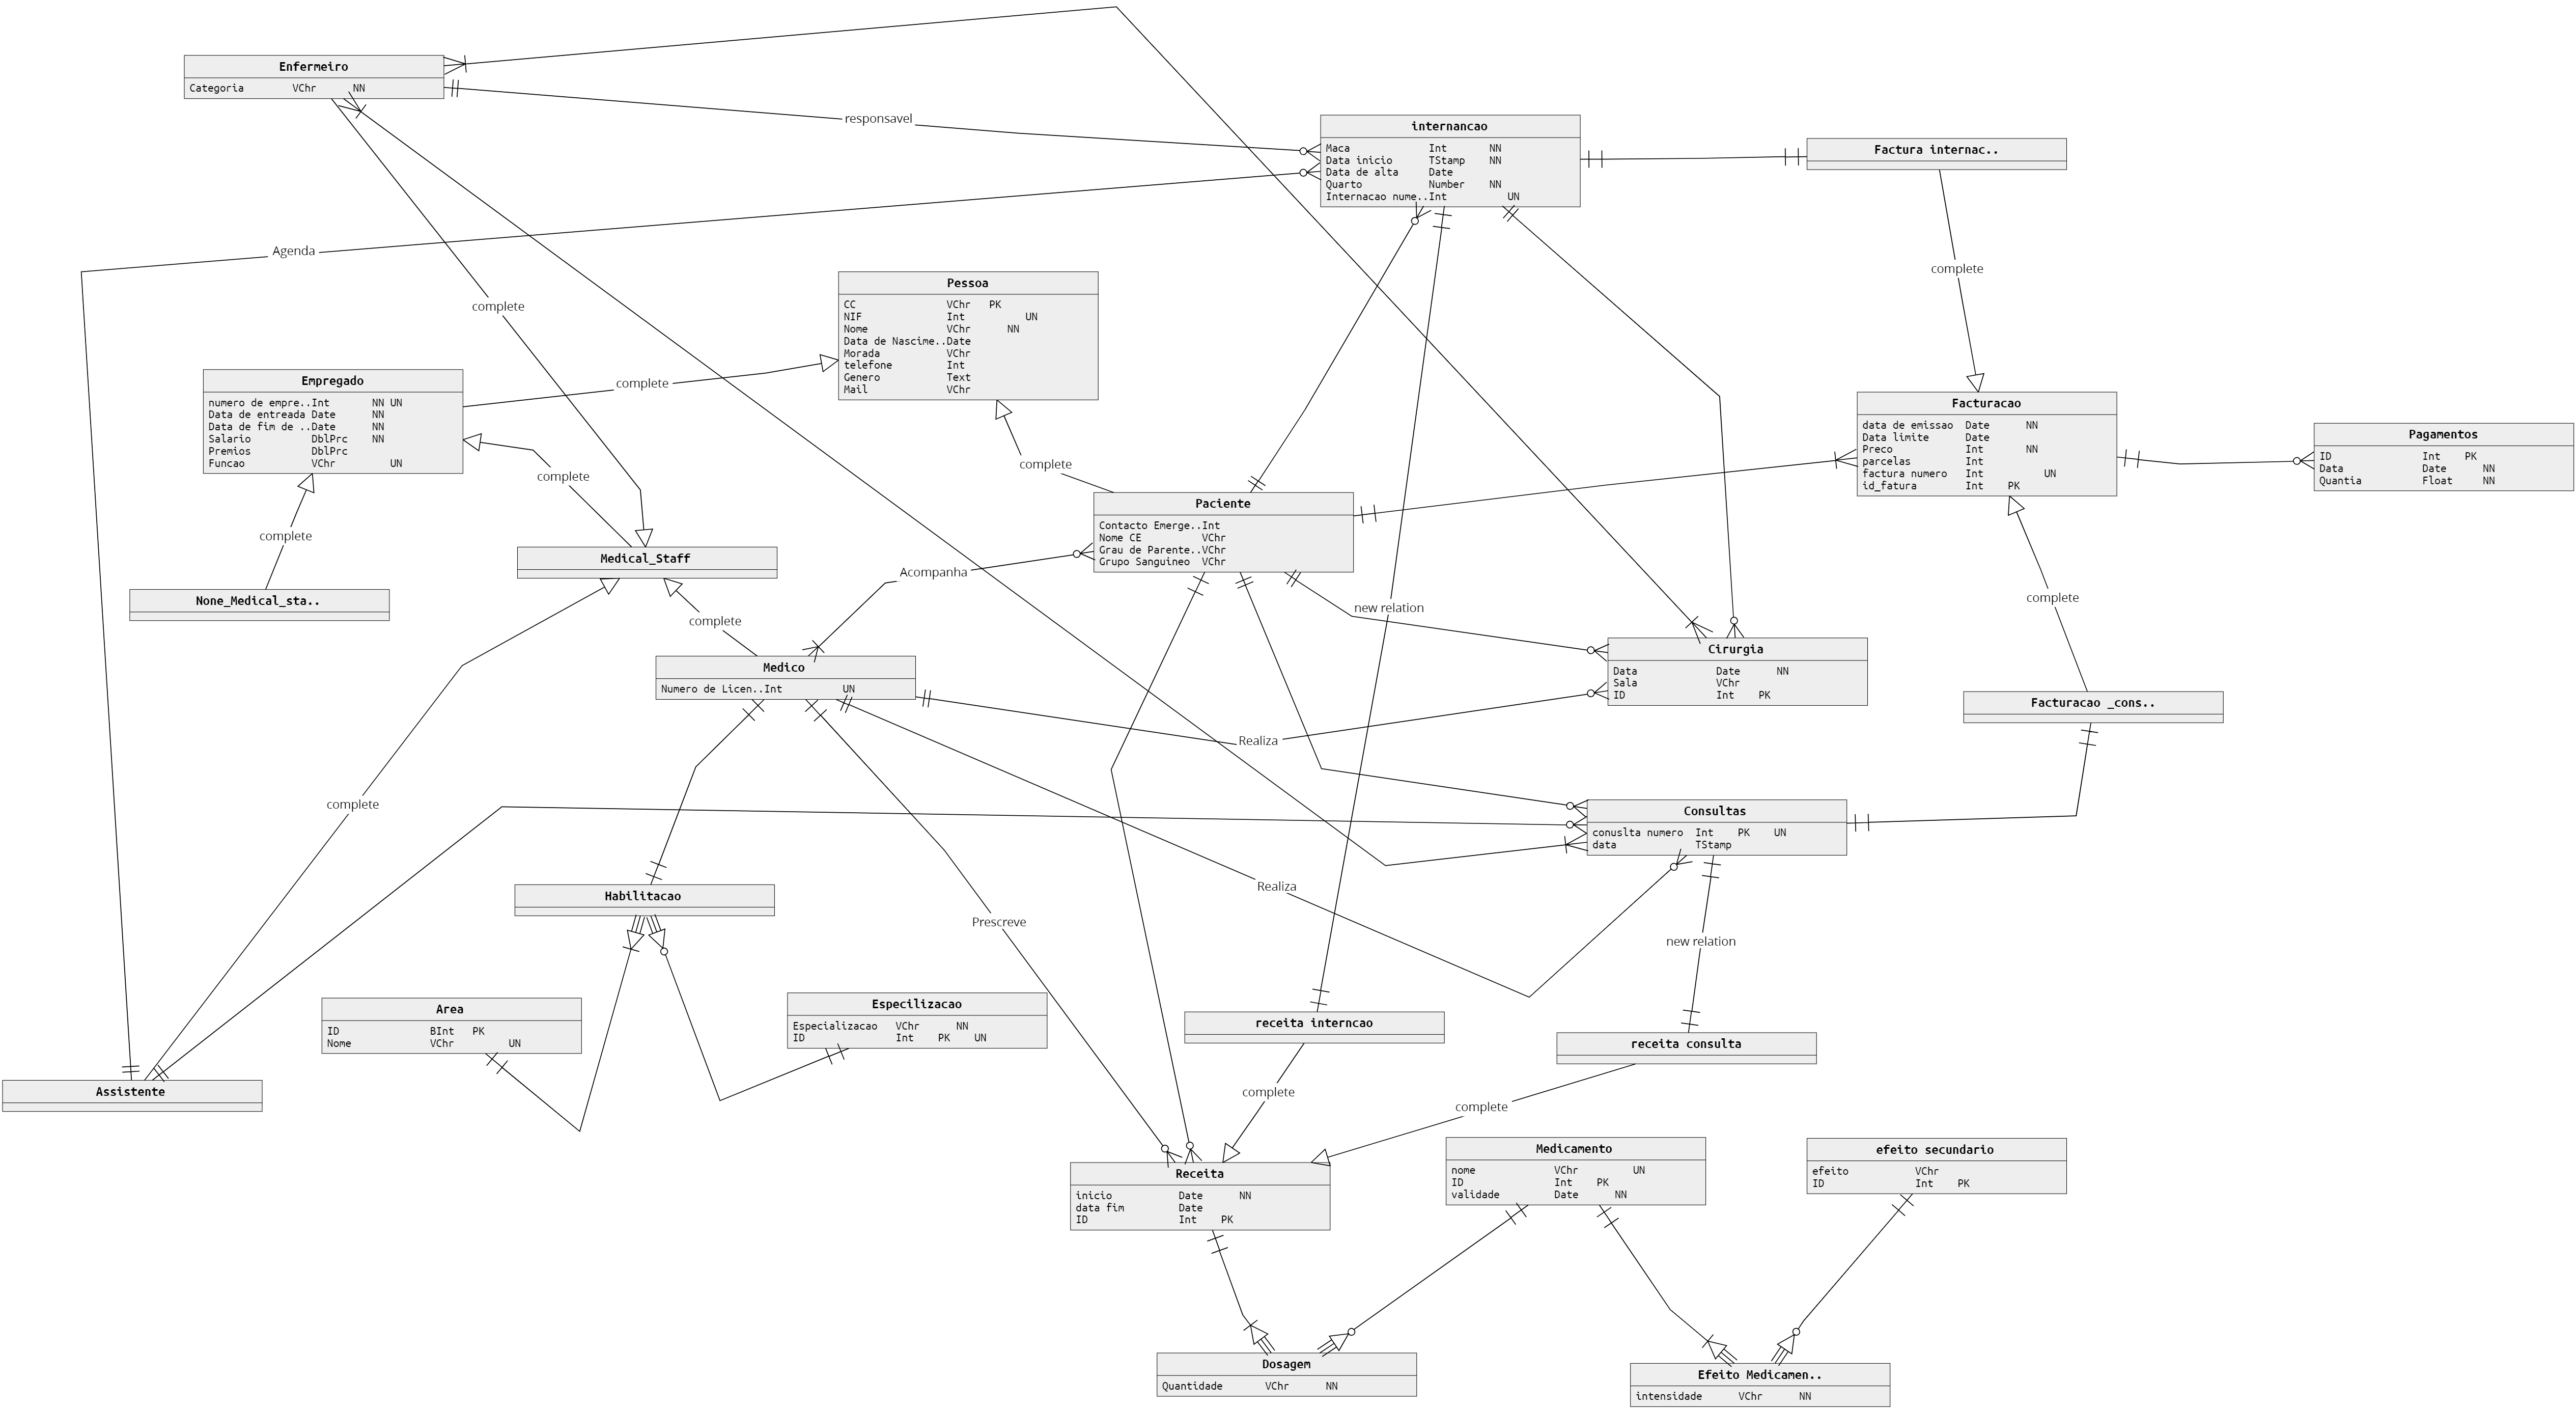 Enfermeiro
Categoria VChr NN
responsavel
internancao
Maca Int NN
Data inicio TStamp NN
Data de alta Date
Quarto Number NN
Internacao nume..Int UN
Factura internac..
Agenda
complete
complete
Pessoa
CC VChr PK
NIF Int UN
Nome VChr NN
Data de Nascime..Date
Morada VChr
telefone Int
Genero Text
Mail VChr
complete
Empregado
numero de empre..Int NN UN
Data de entreada Date NN
Data de fim de ..Date NN
Salario DblPrc NN
Premios DblPrc
Funcao VChr UN
Facturacao
data de emissao Date NN
Data limite Date
Preco Int NN
parcelas Int
factura numero Int UN
id_fatura Int PK
Pagamentos
ID Int PK
Data Date NN
Quantia Float NN
complete
complete
complete
Paciente
Contacto Emerge..Int
Nome CE VChr
Grau de Parente..VChr
Grupo Sanguineo VChr
Medical_Staff
None_Medical_sta..
Acompanha
complete
new relation
complete
Medico
Numero de Licen..Int UN
Cirurgia
Data Date NN
Sala VChr
ID Int PK
Facturacao _cons..
Realiza
complete
Consultas
conuslta numero Int PK UN
data TStamp
Realiza
Habilitacao
Prescreve
new relation
Area
ID BInt PK
Nome VChr UN
Especilizacao
Especializacao VChr NN
ID Int PK UN
receita interncao
receita consulta
Assistente
complete
complete
Receita
inicio Date NN
data fim Date
ID Int PK
Medicamento
nome VChr UN
ID Int PK
validade Date NN
efeito secundario
efeito VChr
ID Int PK
Dosagem
Quantidade VChr NN
Efeito Medicamen..
intensidade VChr NN